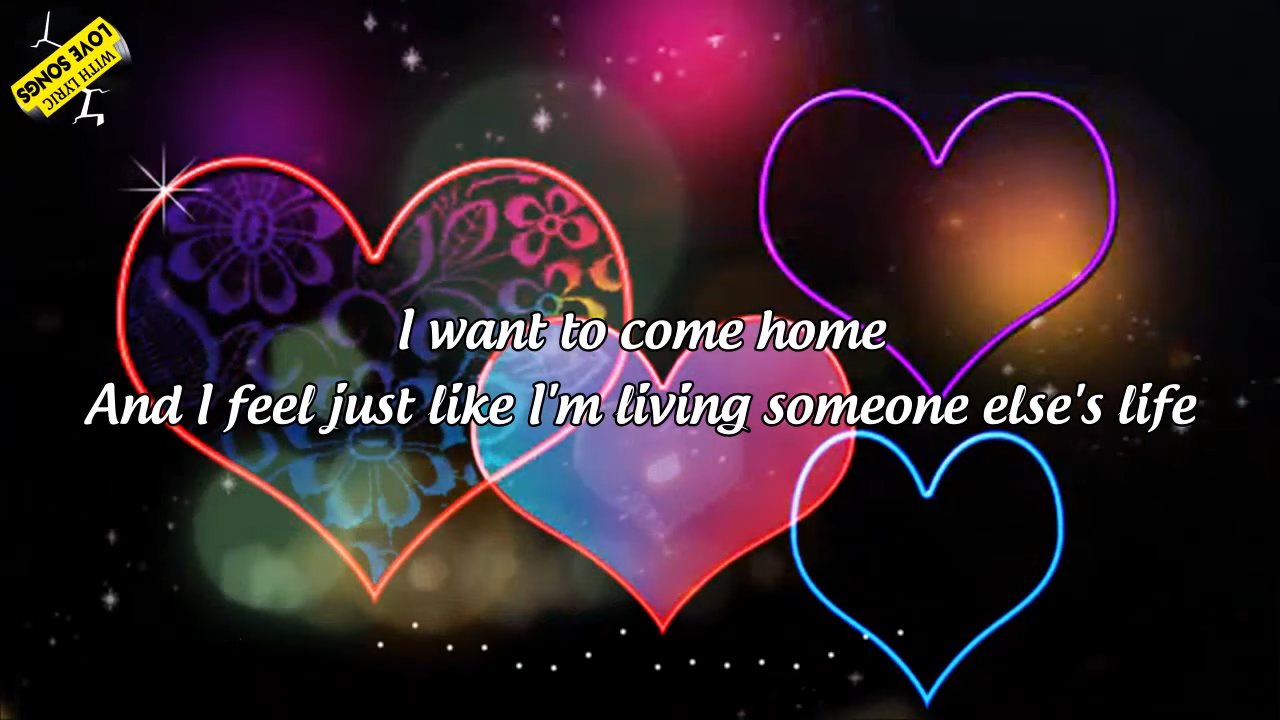 LOVE SONGS
WITH LYRIC
I want to come home
And I feel just like I'm living someone else's life